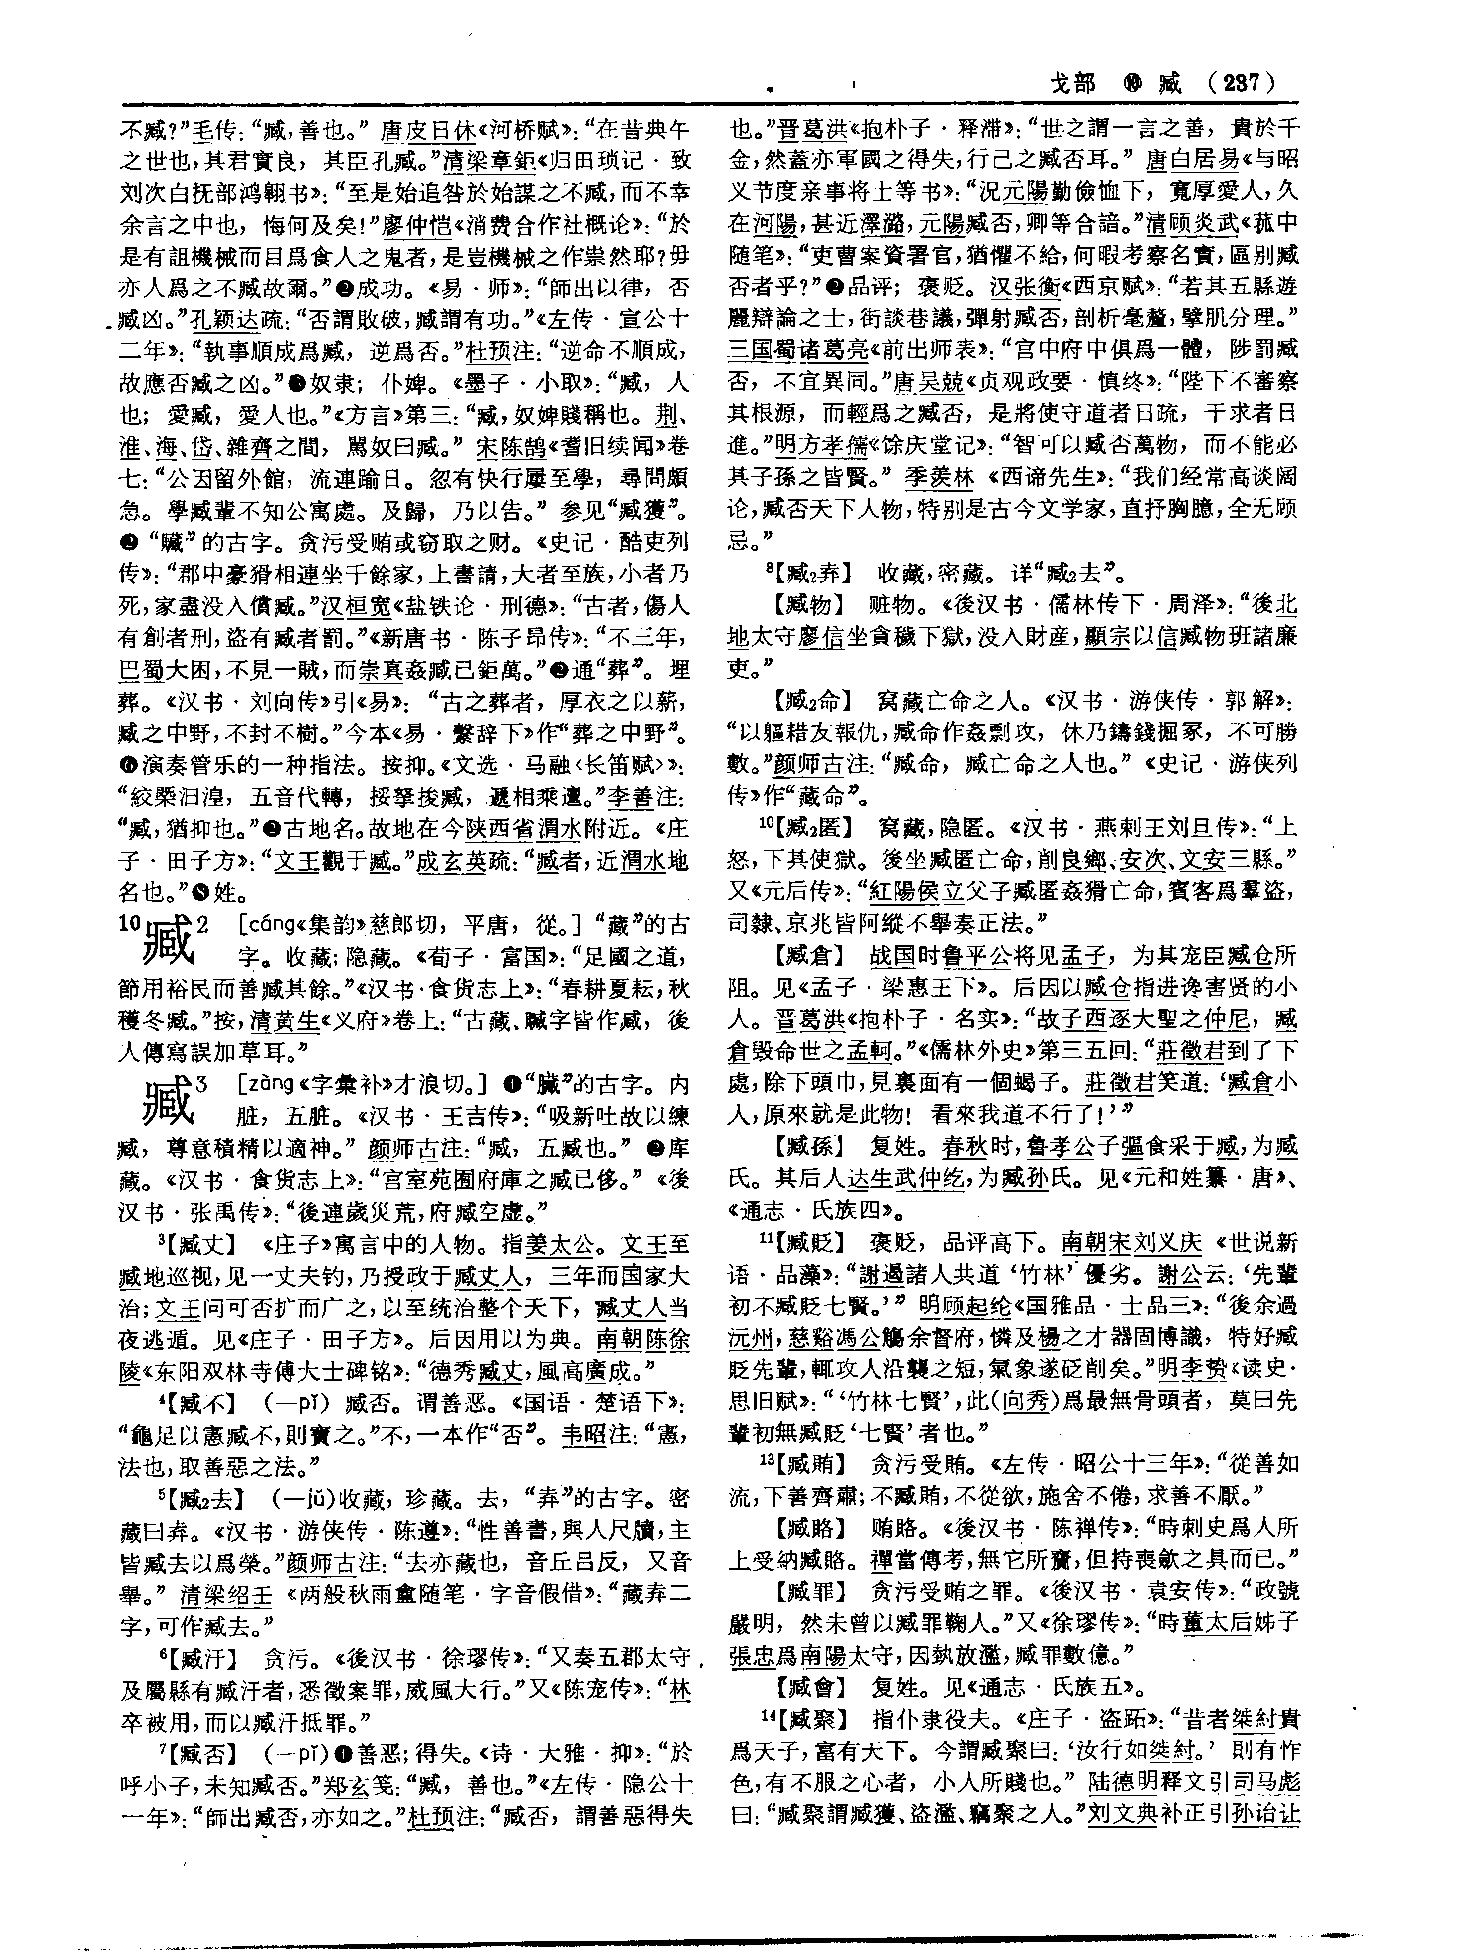 戈部 ⑩ 臧 (237)
不臧?”毛传:“臧,善也。”唐皮日休《河桥赋》:“在昔典午
之世也,其君實良,其臣孔臧。”清梁章鉅《归田琐记·致
刘次白抚部鸿翱书》:“至是始追咎於始謀之不臧,而不幸
余言之中也,悔何及矣!”廖仲恺《消费合作社概论》:“於
是有詛機械而目爲食人之鬼者,是豈機械之作祟然耶?毋
亦人爲之不臧故爾。”❷成功。《易·师》:“師出以律,否
臧凶。”孔颖达疏:“否謂敗破,臧謂有功。”《左传·宣公十
二年》:“執事順成爲臧,逆爲否。”杜预注:“逆命不順成,
故應否臧之凶。”❸奴隶;仆婢。《墨子·小取》:“臧,人
也;愛臧,愛人也。”《方言》第三:“臧,奴婢賤稱也。荆、
淮、海、岱、雜齊之間,駡奴曰臧。”宋陈鹄《耆旧续闻》卷
七:“公因留外館,流連踰日。忽有快行屢至學,尋問頗
急。學臧輩不知公寓處。及歸,乃以告。”参见“臧獲”。
❹“贜”的古字。贪污受贿或窃取之财。《史记·酷吏列
传》:“郡中豪猾相連坐千餘家,上書請,大者至族,小者乃
死,家盡没入償臧。”汉桓宽《盐铁论·刑德》:“古者,傷人
有創者刑,盗有臧者罰。”《新唐书·陈子昂传》:“不三年,
巴蜀大困,不見一賊,而崇真姦臧已鉅萬。”❺通“葬”。埋
葬。《汉书·刘向传》引《易》:“古之葬者,厚衣之以薪,
臧之中野,不封不樹。”今本《易·繫辞下》作“葬之中野”。
❻演奏管乐的一种指法。按抑。《文选·马融〈长笛赋〉》:
“絞槩汩湟,五音代轉,挼拏捘臧,遞相乘邅。”李善注:
“臧,猶抑也。”❼古地名。故地在今陕西省渭水附近。《庄
子·田子方》:“文王觀于臧。”成玄英疏:“臧者,近渭水地
名也。”❽姓。
10臧2 [cáng《集韵》慈郎切,平唐,從。]“藏”的古
字。收藏;隐藏。《荀子·富国》:“足國之道,
節用裕民而善臧其餘。”《汉书·食货志上》:“春耕夏耘,秋
穫冬臧。”按,清黄生《义府》卷上:“古藏、贓字皆作臧,後
人傳寫誤加草耳。”
臧3 [zàng《字彙补》才浪切。]❶“臟”的古字。内
脏,五脏。《汉书·王吉传》:“吸新吐故以練
臧,尊意積精以適神。”颜师古注:“臧,五臧也。”❷库
藏。《汉书·食货志上》:“宫室苑囿府庫之臧已侈。”《後
汉书·张禹传》:“後連歲災荒,府臧空虚。”
3【臧丈】 《庄子》寓言中的人物。指姜太公。文王至
臧地巡视,见一丈夫钓,乃授政于臧丈人,三年而国家大
治;文王问可否扩而广之,以至统治整个天下,臧丈人当
夜逃遁。见《庄子·田子方》。后因用以为典。南朝陈徐
陵《东阳双林寺傅大士碑铭》:“德秀臧丈,風高廣成。”
4【臧不】 (—pǐ) 臧否。谓善恶。《国语·楚语下》:
“龜足以憲臧不,則寶之。”不,一本作“否”。韦昭注:“憲,
法也,取善惡之法。”
5【臧2去】 (—jǔ)收藏,珍藏。去,“弆”的古字。密
藏曰弆。《汉书·游侠传·陈遵》:“性善書,與人尺牘,主
皆臧去以爲榮。”颜师古注:“去亦藏也,音丘吕反,又音
舉。”清梁绍壬《两般秋雨盦随笔·字音假借》:“藏弆二
字,可作臧去。”
6【臧汙】 贪污。《後汉书·徐璆传》:“又奏五郡太守
及屬縣有臧汙者,悉徵案罪,威風大行。”又《陈宠传》:“林
卒被用,而以臧汙抵罪。”
7【臧否】 (—pǐ)❶善恶;得失。《诗·大雅·抑》:“於
呼小子,未知臧否。”郑玄笺:“臧,善也。”《左传·隐公十
一年》:“師出臧否,亦如之。”杜预注:“臧否,謂善惡得失
也。”晋葛洪《抱朴子·释滞》:“世之謂一言之善,貴於千
金,然蓋亦軍國之得失,行己之臧否耳。”唐白居易《与昭
义节度亲事将士等书》:“況元陽勤儉恤下,寬厚愛人,久
在河陽,甚近澤潞,元陽臧否,卿等合諳。”清顾炎武《菰中
随笔》:“吏曹案資署官,猶懼不給,何暇考察名實,區别臧
否者乎?”❷品评;褒贬。汉张衡《西京赋》:“若其五縣遊
麗辯論之士,街談巷議,彈射臧否,剖析毫釐,擘肌分理。”
三国蜀诸葛亮《前出师表》:“宫中府中俱爲一體,陟罰臧
否,不宜異同。”唐吴兢《贞观政要·慎终》:“陛下不審察
其根源,而輕爲之臧否,是將使守道者日疏,干求者日
進。”明方孝孺《馀庆堂记》:“智可以臧否萬物,而不能必
其子孫之皆賢。”季羡林《西谛先生》:“我们经常高谈阔
论,臧否天下人物,特别是古今文学家,直抒胸臆,全无顾
忌。”
8【臧2弆】 收藏,密藏。详“臧2去”。
【臧物】 赃物。《後汉书·儒林传下·周泽》:“後北
地太守廖信坐貪穢下獄,没入財産,顯宗以信臧物班諸廉
吏。”
【臧2命】 窝藏亡命之人。《汉书·游侠传·郭解》:
“以軀耤友報仇,臧命作姦剽攻,休乃鑄錢掘冢,不可勝
數。”颜师古注:“臧命,臧亡命之人也。”《史记·游侠列
传》作“藏命”。
10【臧2匿】 窝藏,隐匿。《汉书·燕剌王刘旦传》:“上
怒,下其使獄。後坐臧匿亡命,削良鄉、安次、文安三縣。”
又《元后传》:“紅陽侯立父子臧匿姦猾亡命,賓客爲羣盗,
司隸、京兆皆阿縱不舉奏正法。”
【臧倉】 战国时鲁平公将见孟子,为其宠臣臧仓所
阻。见《孟子·梁惠王下》。后因以臧仓指进谗害贤的小
人。晋葛洪《抱朴子·名实》:“故子西逐大聖之仲尼,臧
倉毁命世之孟軻。”《儒林外史》第三五回:“莊徵君到了下
處,除下頭巾,見裏面有一個蝎子。莊徵君笑道:‘臧倉小
人,原來就是此物!看來我道不行了!’”
【臧孫】 复姓。春秋时,鲁孝公子彄食采于臧,为臧
氏。其后人达生武仲纥,为臧孙氏。见《元和姓纂·唐》、
《通志·氏族四》。
11【臧貶】 褒贬,品评高下。南朝宋刘义庆《世说新
语·品藻》:“謝遏諸人共道‘竹林’優劣。謝公云:‘先輩
初不臧貶七賢。’”明顾起纶《国雅品·士品三》:“後余過
沅州,慈谿馮公觴余督府,憐及楊之才器固博識,特好臧
貶先輩,輒攻人沿襲之短,氣象遂砭削矣。”明李贽《读史·
思旧赋》:“‘竹林七賢’,此(向秀)爲最無骨頭者,莫曰先
輩初無臧貶‘七賢’者也。”
13【臧賄】 贪污受贿。《左传·昭公十三年》:“從善如
流,下善齊肅;不臧賄,不從欲,施舍不倦,求善不厭。”
【臧賂】 贿赂。《後汉书·陈禅传》:“時刺史爲人所
上受納臧賂。禪當傳考,無它所齎,但持喪斂之具而已。”
【臧罪】 贪污受贿之罪。《後汉书·袁安传》:“政號
嚴明,然未曾以臧罪鞠人。”又《徐璆传》:“時董太后姊子
張忠爲南陽太守,因埶放濫,臧罪數億。”
【臧會】 复姓。见《通志·氏族五》。
14【臧聚】 指仆隶役夫。《庄子·盗跖》:“昔者桀紂貴
爲天子,富有天下。今謂臧聚曰:‘汝行如桀紂。’則有怍
色,有不服之心者,小人所賤也。”陆德明释文引司马彪
曰:“臧聚謂臧獲、盗濫、竊聚之人。”刘文典补正引孙诒让